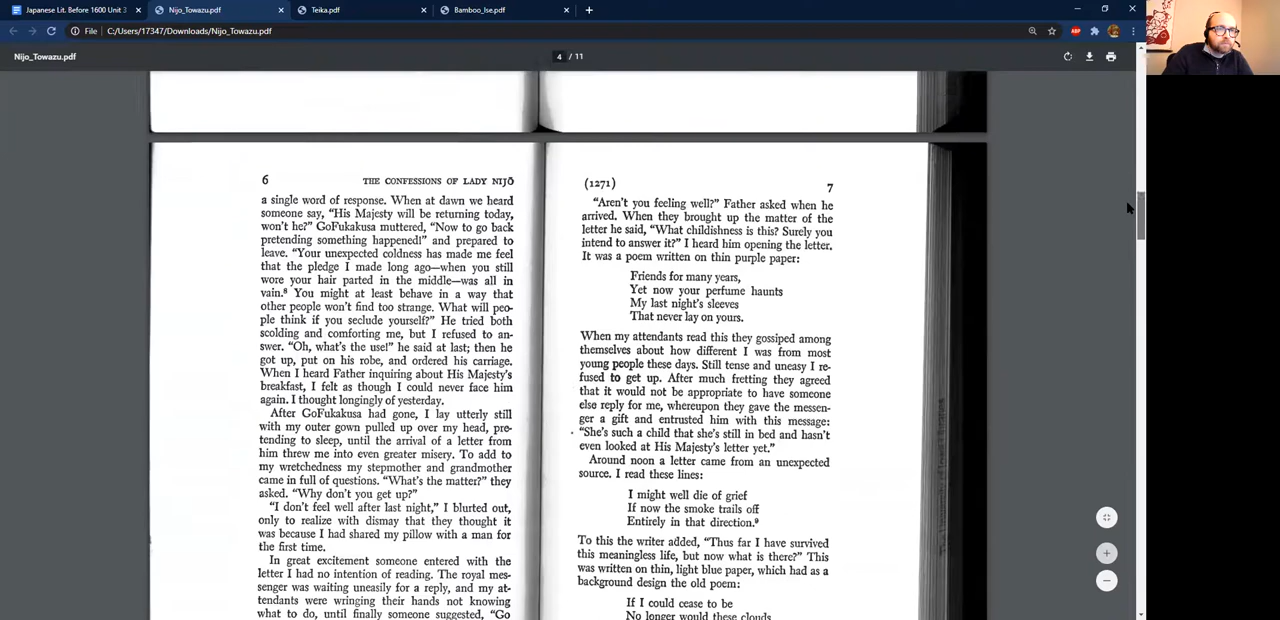 Japanese Lit. Before 1600 Unit 3
Nijo_Towazu.pdf
Teika.pdf
Bamboo_Ise.pdf
File
C:/Users/17347/Downloads/Nijo_Towazu.pdf
ABP
Nijo_Towazu.pdf
4 / 11
6 THE CONFESSIONS OF LADY NIJŌ
a single word of response. When at dawn we heard
someone say, "His Majesty will be returning today,
won't he?" GoFukakusa muttered, "Now to go back
pretending something happened!" and prepared to
leave. "Your unexpected coldness has made me feel
that the pledge I made long ago—when you still
wore your hair parted in the middle—was all in
vain.⁸ You might at least behave in a way that
other people won't find too strange. What will peo-
ple think if you seclude yourself?" He tried both
scolding and comforting me, but I refused to an-
swer. "Oh, what's the use!" he said at last; then he
got up, put on his robe, and ordered his carriage.
When I heard Father inquiring about His Majesty's
breakfast, I felt as though I could never face him
again. I thought longingly of yesterday.
After GoFukakusa had gone, I lay utterly still
with my outer gown pulled up over my head, pre-
tending to sleep, until the arrival of a letter from
him threw me into even greater misery. To add to
my wretchedness my stepmother and grandmother
came in full of questions. "What's the matter?" they
asked. "Why don't you get up?"
"I don't feel well after last night," I blurted out,
only to realize with dismay that they thought it
was because I had shared my pillow with a man for
the first time.
In great excitement someone entered with the
letter I had no intention of reading. The royal mes-
senger was waiting uneasily for a reply, and my at-
tendants were wringing their hands not knowing
what to do, until finally someone suggested, "Go
(1271) 7
"Aren't you feeling well?" Father asked when he
arrived. When they brought up the matter of the
letter he said, "What childishness is this? Surely you
intend to answer it?" I heard him opening the letter.
It was a poem written on thin purple paper:
Friends for many years,
Yet now your perfume haunts
My last night's sleeves
That never lay on yours.
When my attendants read this they gossiped among
themselves about how different I was from most
young people these days. Still tense and uneasy I re-
fused to get up. After much fretting they agreed
that it would not be appropriate to have someone
else reply for me, whereupon they gave the messen-
ger a gift and entrusted him with this message:
"She's such a child that she's still in bed and hasn't
even looked at His Majesty's letter yet."
Around noon a letter came from an unexpected
source. I read these lines:
I might well die of grief
If now the smoke trails off
Entirely in that direction.⁹
To this the writer added, "Thus far I have survived
this meaningless life, but now what is there?" This
was written on thin, light blue paper, which had as a
background design the old poem:
If I could cease to be
No longer would these clouds